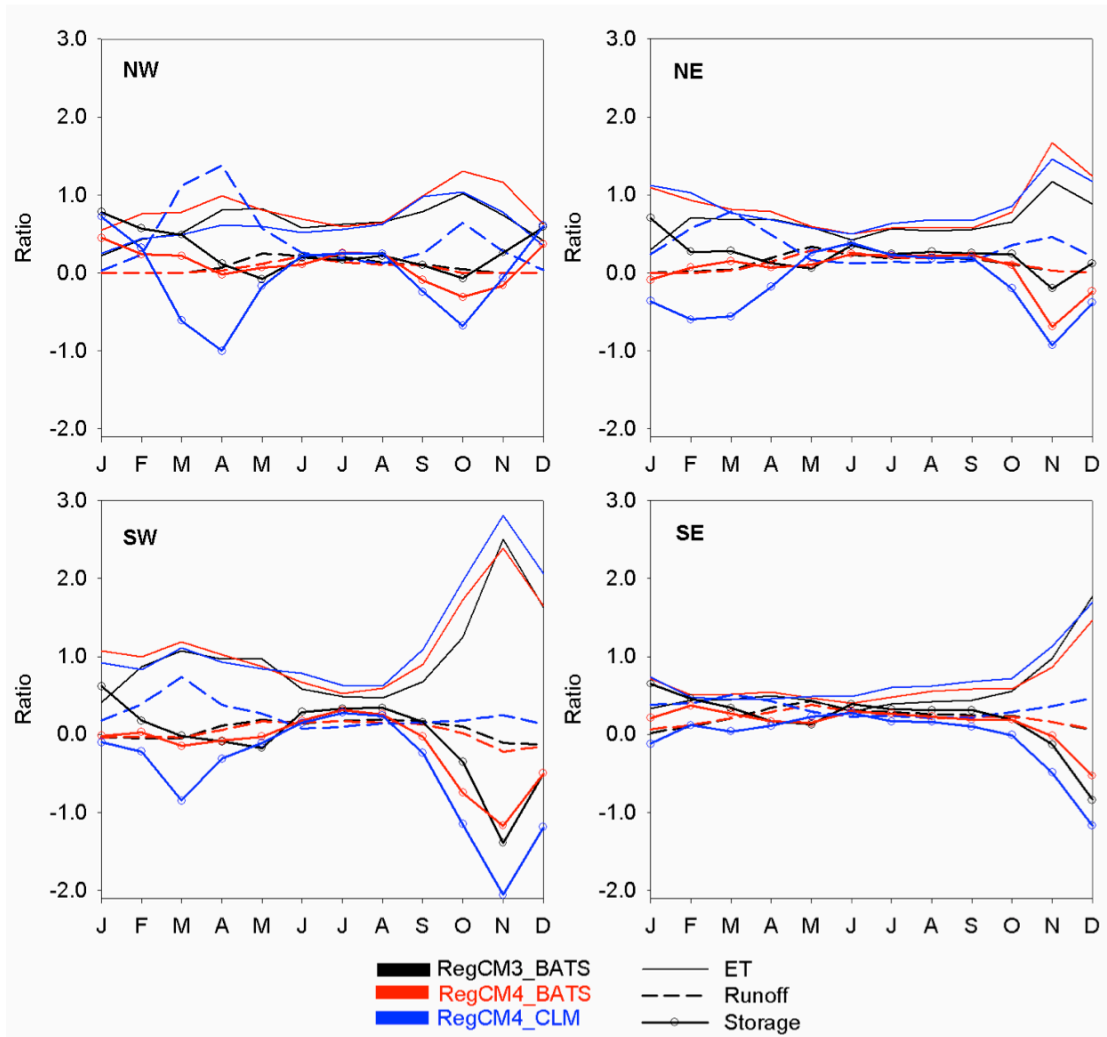 NW
3.0
2.0
1.0
0.0
-1.0
-2.0
Ratio
J F M A M J J A S O N D
NE
3.0
2.0
1.0
0.0
-1.0
-2.0
Ratio
J F M A M J J A S O N D
SW
3.0
2.0
1.0
0.0
-1.0
-2.0
Ratio
J F M A M J J A S O N D
SE
3.0
2.0
1.0
0.0
-1.0
-2.0
Ratio
J F M A M J J A S O N D
RegCM3_BATS
RegCM4_BATS
RegCM4_CLM
ET
Runoff
Storage